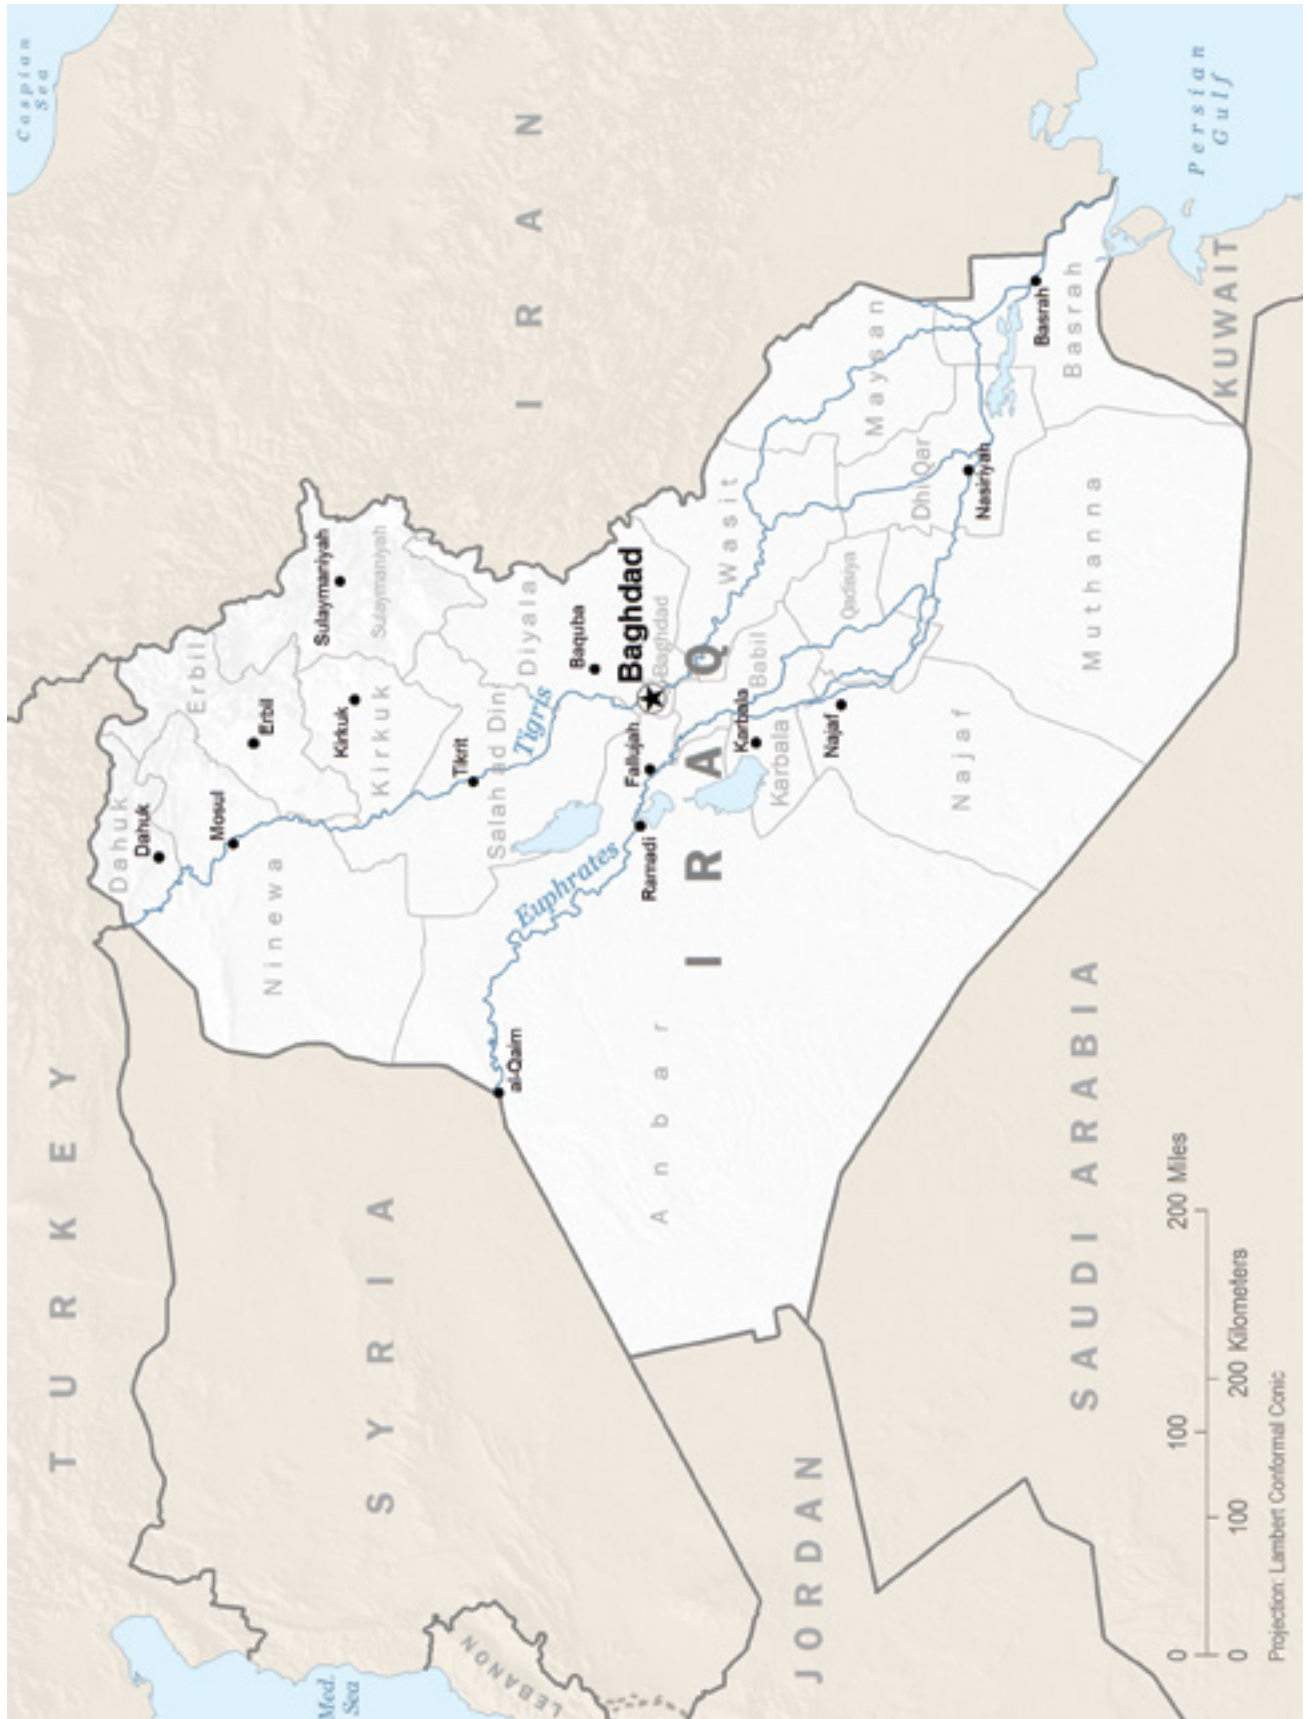 Caspian
Sea
TURKEY
Dahuk
Dahuk
Erbil
Mosul
Erbil
Ninewa
Sulaymaniyah
Kirkuk
Sulaymaniyah
Kirkuk
SYRIA
IRAN
Tikrit
Salah ad Din
Diyala
Tigris
al-Qaim
Euphrates
Baquba
Med.
Sea
LEBANON
Ramadi
Fallujah
Baghdad
Baghdad
Anbar
IRAQ
Wasit
Karbala
Babil
Karbala
JORDAN
Najaf
Qadisiya
Maysan
Dhi Qar
Najaf
Nasiriyah
Basrah
Basrah
Muthanna
SAUDI ARABIA
KUWAIT
Persian
Gulf
0 100 200 Miles
0 100 200 Kilometers
Projection: Lambert Conformal Conic